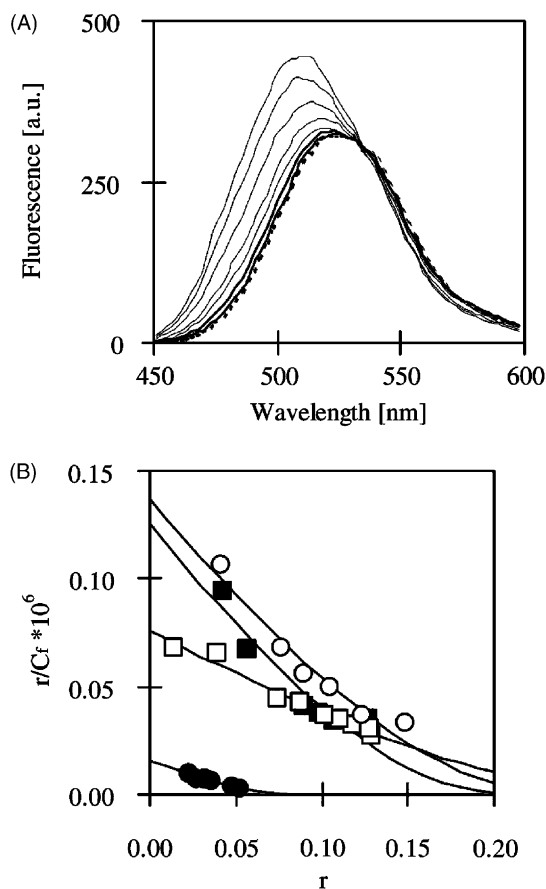 (A)
500
250
0
Fluorescence [a.u.]
450 500 550 600
Wavelength [nm]
(B)
0.15
0.10
0.05
0.00
r/Cf *10^6
0.00 0.05 0.10 0.15 0.20
r